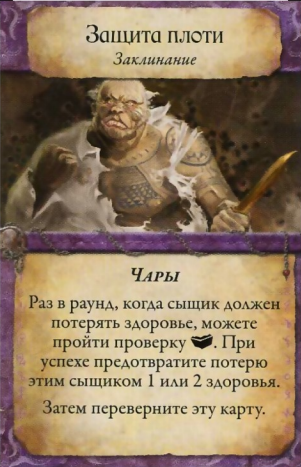 Защита плоти
Заклинание
Чары
Раз в раунд, когда сыщик должен
потерять здоровье, можете
пройти проверку . При
успехе предотвратите потерю
этим сыщиком 1 или 2 здоровья.
Затем переверните эту карту.